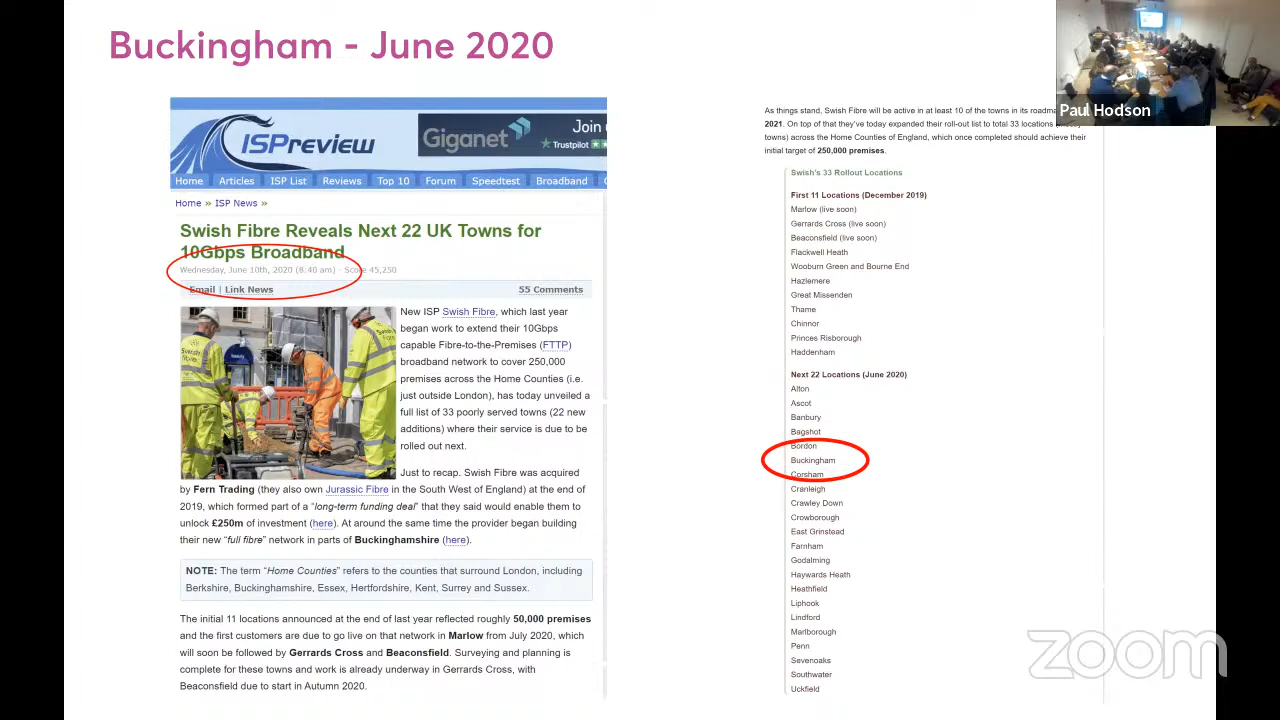 Buckingham - June 2020
Paul Hodson
ISPreview
Giganet
Join
Trustpilot
Home Articles ISP List Reviews Top 10 Forum Speedtest Broadband
Home » ISP News »
Swish Fibre Reveals Next 22 UK Towns for
10Gbps Broadband
Wednesday, June 10th, 2020 (8:40 am) - Score 45,250
Email | Link News 55 Comments
New ISP Swish Fibre, which last year
began work to extend their 10Gbps
capable Fibre-to-the-Premises (FTTP)
broadband network to cover 250,000
premises across the Home Counties (i.e.
just outside London), has today unveiled a
full list of 33 poorly served towns (22 new
additions) where their service is due to be
rolled out next.
Just to recap. Swish Fibre was acquired
by Fern Trading (they also own Jurassic Fibre in the South West of England) at the end of
2019, which formed part of a “long-term funding deal” that they said would enable them to
unlock £250m of investment (here). At around the same time the provider began building
their new “full fibre” network in parts of Buckinghamshire (here).
NOTE: The term “Home Counties” refers to the counties that surround London, including
Berkshire, Buckinghamshire, Essex, Hertfordshire, Kent, Surrey and Sussex.
The initial 11 locations announced at the end of last year reflected roughly 50,000 premises
and the first customers are due to go live on that network in Marlow from July 2020, which
will soon be followed by Gerrards Cross and Beaconsfield. Surveying and planning is
complete for these towns and work is already underway in Gerrards Cross, with
Beaconsfield due to start in Autumn 2020.
As things stand, Swish Fibre will be active in at least 10 of the towns in its
2021. On top of that they've today expanded their roll-out list to total 33 locations
towns) across the Home Counties of England, which once completed should achieve their
initial target of 250,000 premises.
Swish's 33 Rollout Locations
First 11 Locations (December 2019)
Marlow (live soon)
Gerrards Cross (live soon)
Beaconsfield (live soon)
Flackwell Heath
Wooburn Green and Bourne End
Hazlemere
Great Missenden
Thame
Chinnor
Princes Risborough
Haddenham
Next 22 Locations (June 2020)
Alton
Ascot
Banbury
Bagshot
Bordon
Buckingham
Corsham
Cranleigh
Crawley Down
Crowborough
East Grinstead
Farnham
Godalming
Haywards Heath
Heathfield
Liphook
Lindford
Marlborough
Penn
Sevenoaks
Southwater
Uckfield
zoom